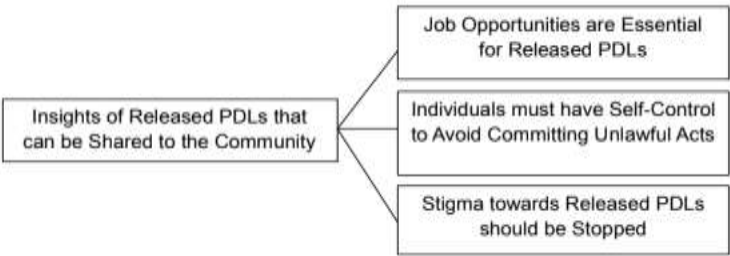 Job Opportunities are Essential
for Released PDLs
Insights of Released PDLs that
can be Shared to the Community
Individuals must have Self-Control
to Avoid Committing Unlawful Acts
Stigma towards Released PDLs
should be Stopped